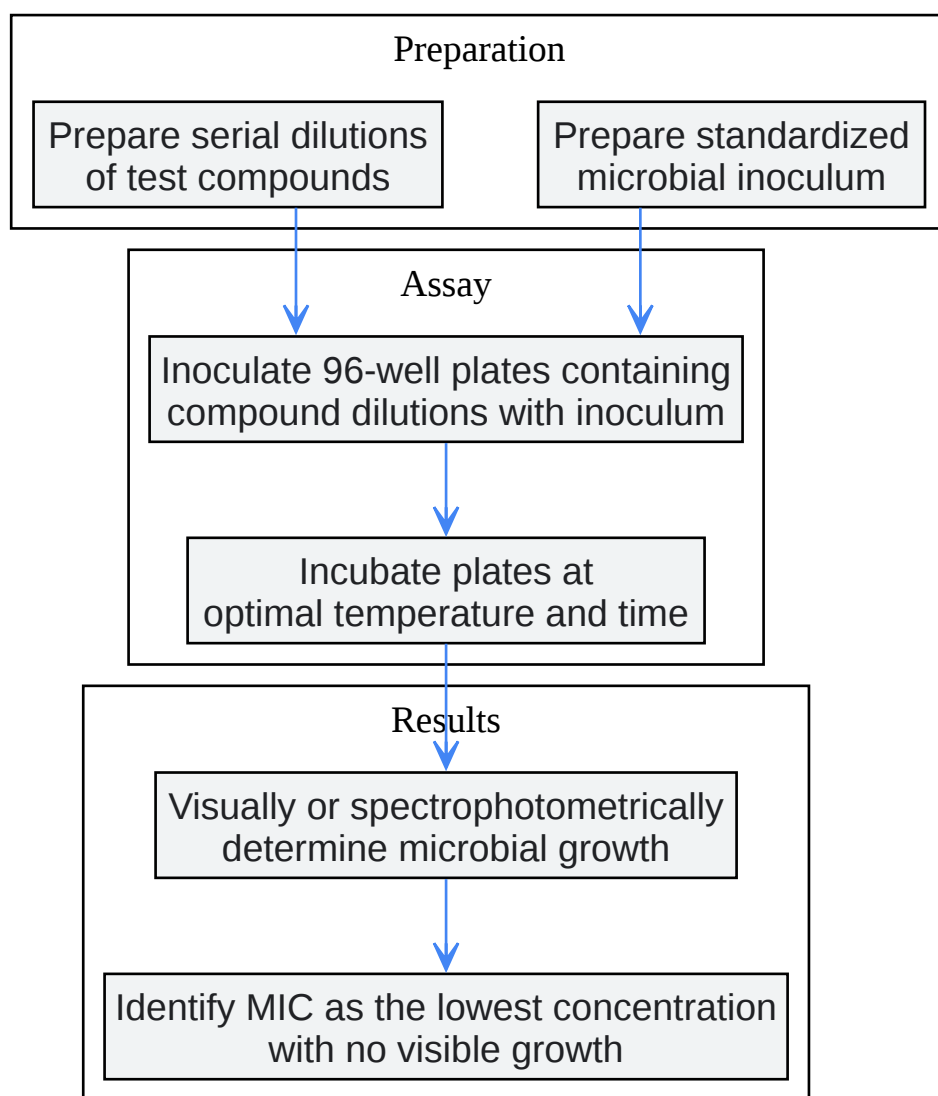 Preparation
Prepare serial dilutions
of test compounds
Prepare standardized
microbial inoculum
Assay
Inoculate 96-well plates containing
compound dilutions with inoculum
Incubate plates at
optimal temperature and time
Results
Visually or spectrophotometrically
determine microbial growth
Identify MIC as the lowest concentration
with no visible growth